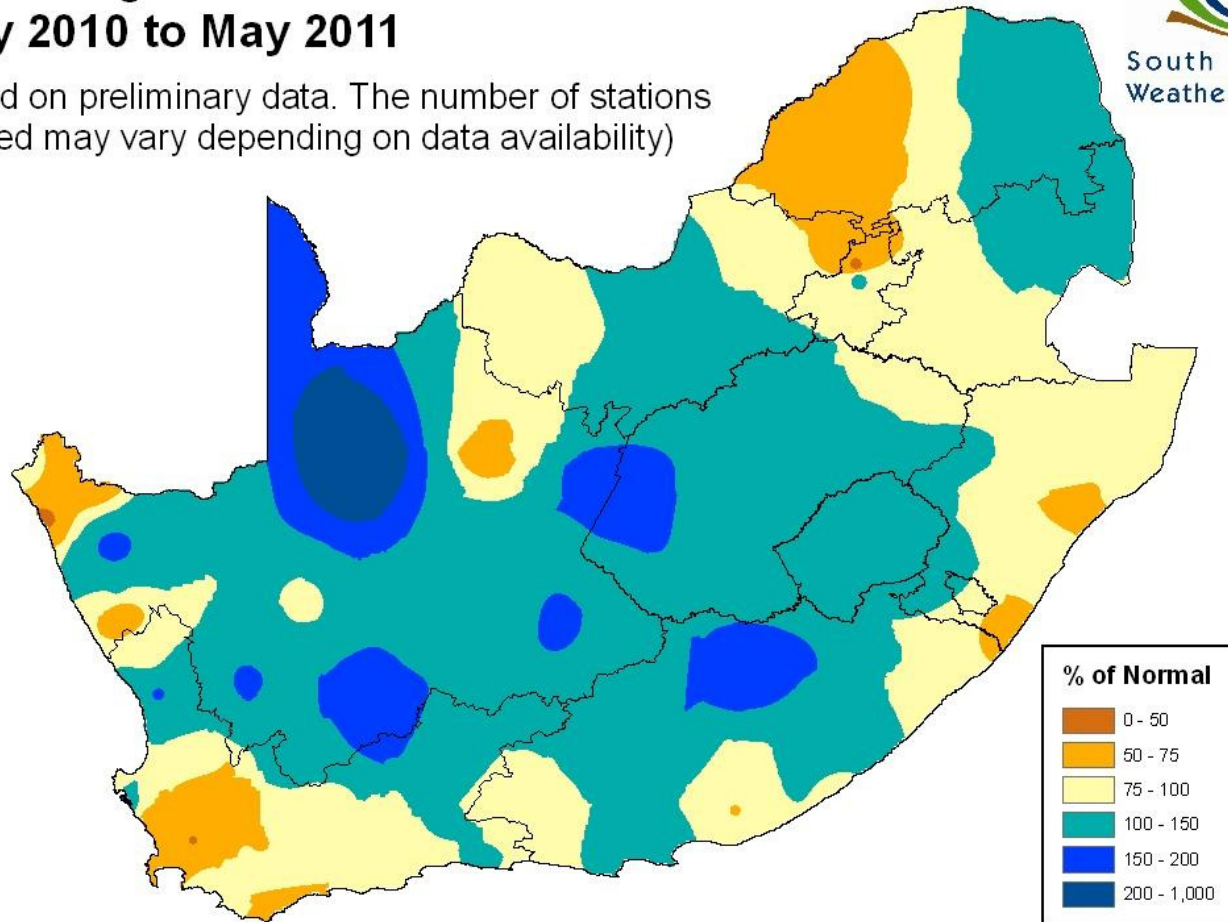 y 2010 to May 2011
d on preliminary data. The number of stations
ed may vary depending on data availability)
South
Weathe
% of Normal
0 - 50
50 - 75
75 - 100
100 - 150
150 - 200
200 - 1,000